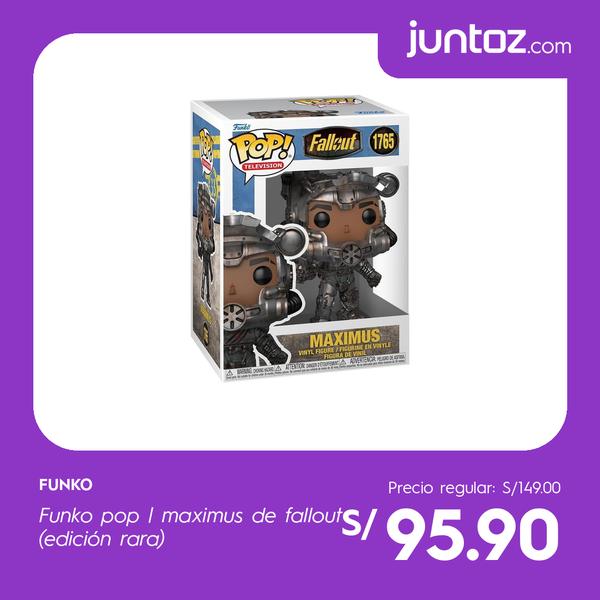 juntoz.com
Funko
POP!
TELEVISION
Fallout
1765
MAXIMUS
VINYL FIGURE / FIGURINE EN VINYLE
FIGURA DE VINIL
FUNKO
Precio regular: S/149.00
Funko pop | maximus de fallout
(edición rara)
S/ 95.90